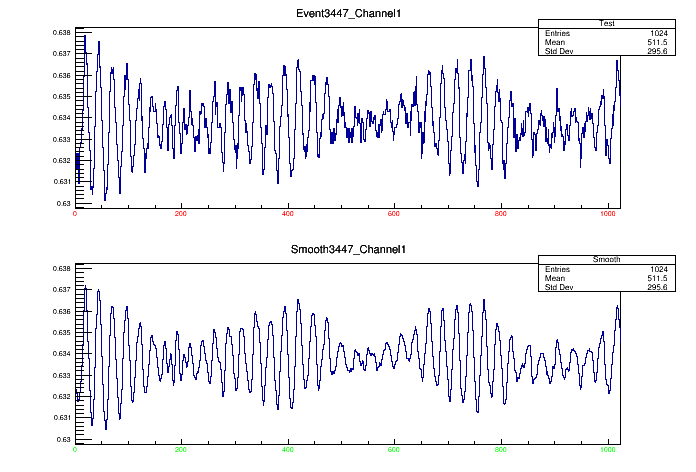 Event3447_Channel1
Test
Entries 1024
Mean 511.5
Std Dev 295.6
0.638
0.637
0.636
0.635
0.634
0.633
0.632
0.631
0.63
0 200 400 600 800 1000
Smooth3447_Channel1
Smooth
Entries 1024
Mean 511.5
Std Dev 295.6
0.638
0.637
0.636
0.635
0.634
0.633
0.632
0.631
0.63
0 200 400 600 800 1000